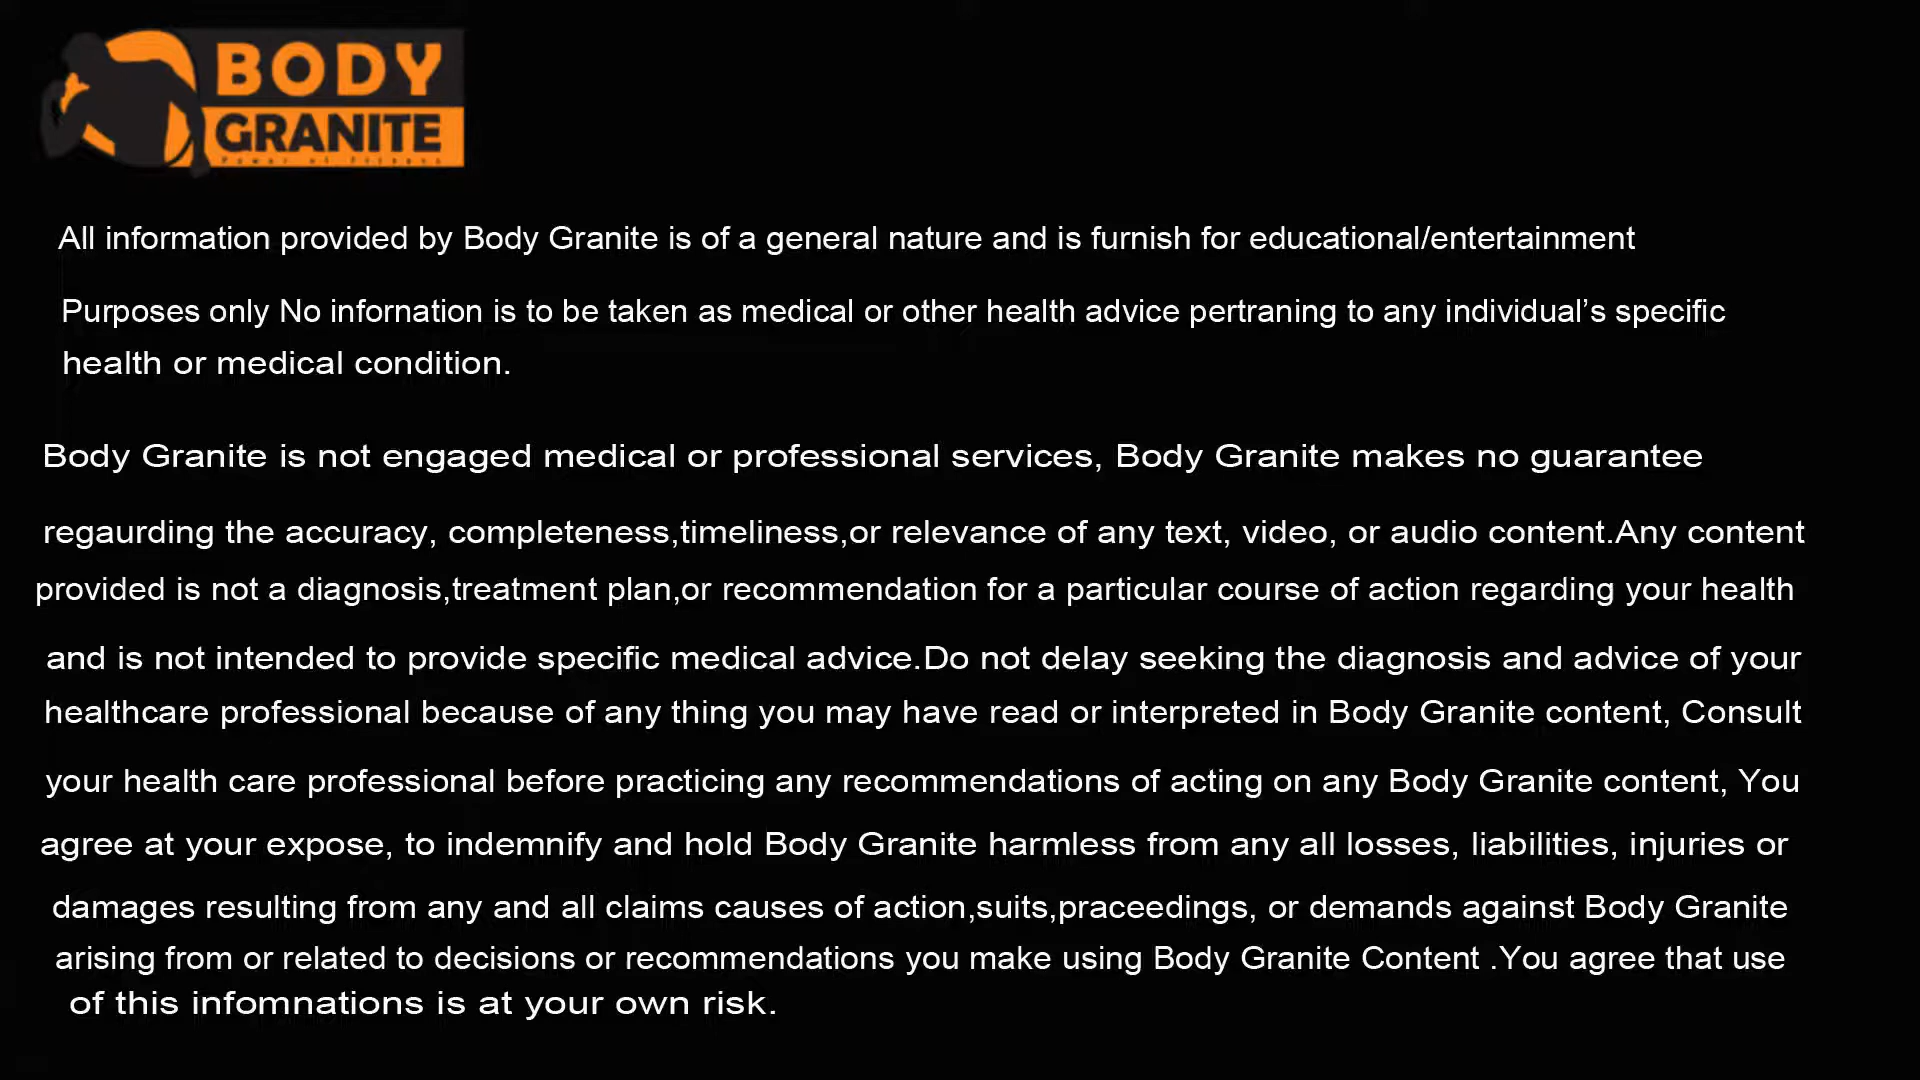 BODY
GRANITE
Power of Fitness
All information provided by Body Granite is of a general nature and is furnish for educational/entertainment
Purposes only No infornation is to be taken as medical or other health advice pertraning to any individual’s specific
health or medical condition.
Body Granite is not engaged medical or professional services, Body Granite makes no guarantee
regaurding the accuracy, completeness,timeliness,or relevance of any text, video, or audio content.Any content
provided is not a diagnosis,treatment plan,or recommendation for a particular course of action regarding your health
and is not intended to provide specific medical advice.Do not delay seeking the diagnosis and advice of your
healthcare professional because of any thing you may have read or interpreted in Body Granite content, Consult
your health care professional before practicing any recommendations of acting on any Body Granite content, You
agree at your expose, to indemnify and hold Body Granite harmless from any all losses, liabilities, injuries or
damages resulting from any and all claims causes of action,suits,praceedings, or demands against Body Granite
arising from or related to decisions or recommendations you make using Body Granite Content .You agree that use
of this infomnations is at your own risk.